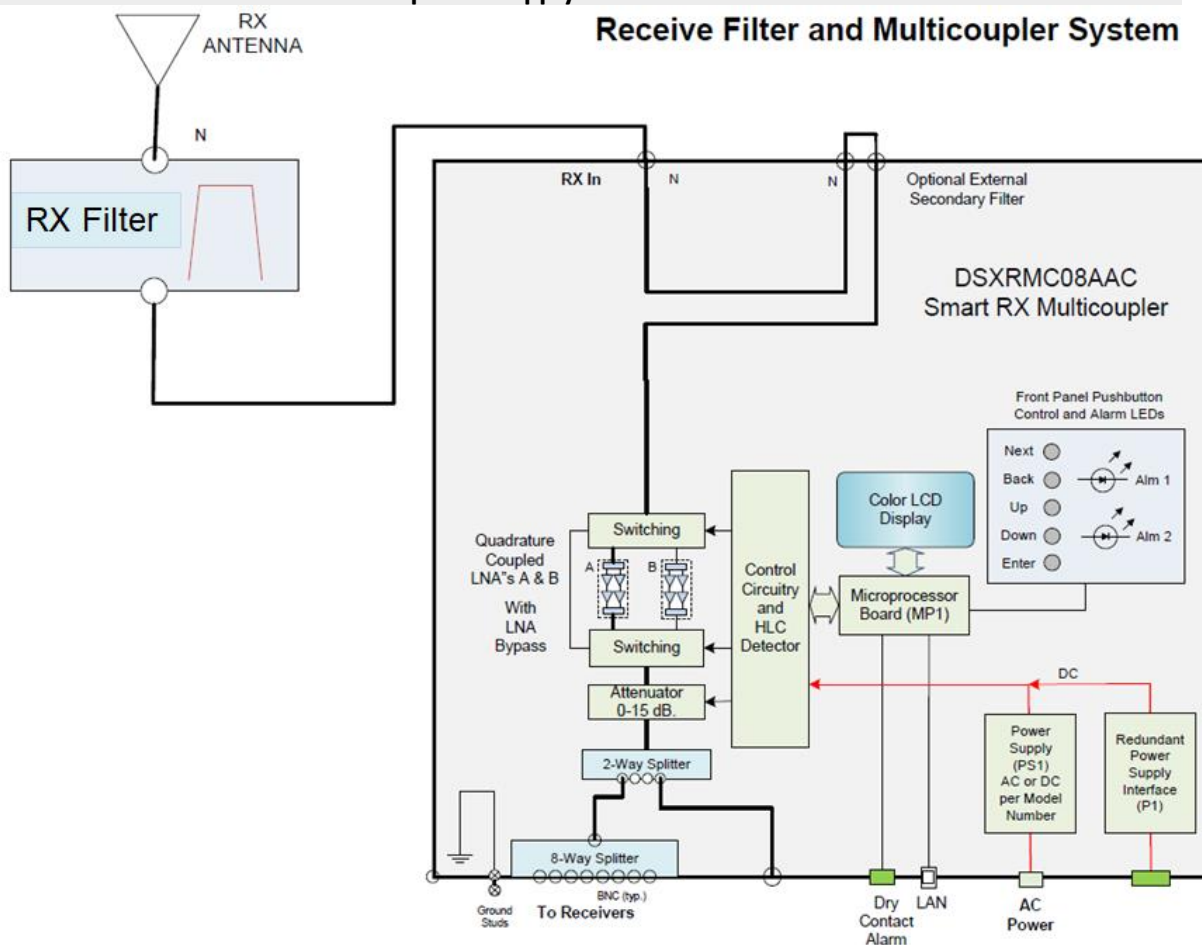 Receive Filter and Multicoupler System
RX
ANTENNA
N
RX Filter
RX In
N
N
Optional External
Secondary Filter
DSXRMC08AAC
Smart RX Multicoupler
Front Panel Pushbutton
Control and Alarm LEDs
Next
Back
Up
Down
Enter
Alm 1
Alm 2
Color LCD
Display
Microprocessor
Board (MP1)
Control
Circuitry
and
HLC
Detector
Switching
Quadrature
Coupled
LNA"s A & B
With
LNA
Bypass
A
B
Switching
Attenuator
0-15 dB.
2-Way Splitter
DC
Power
Supply
(PS1)
AC or DC
per Model
Number
Redundant
Power
Supply
Interface
(P1)
8-Way Splitter
BNC (typ.)
Ground
Studs
To Receivers
Dry
Contact
Alarm
LAN
AC
Power